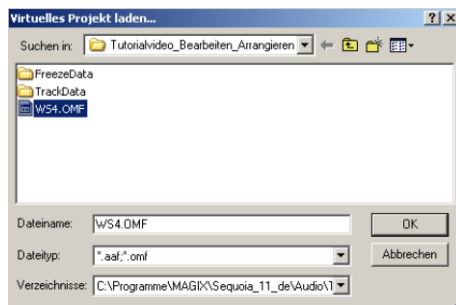 Virtuelles Projekt laden...
Suchen in: Tutorialvideo_Bearbeiten_Arrangieren
FreezeData
TrackData
WS4.OMF
Dateiname: WS4.OMF OK
Dateityp: *.aaf;*.omf Abbrechen
Verzeichnisse: C:\Programme\MAGIX\Sequoia_11_de\Audio\